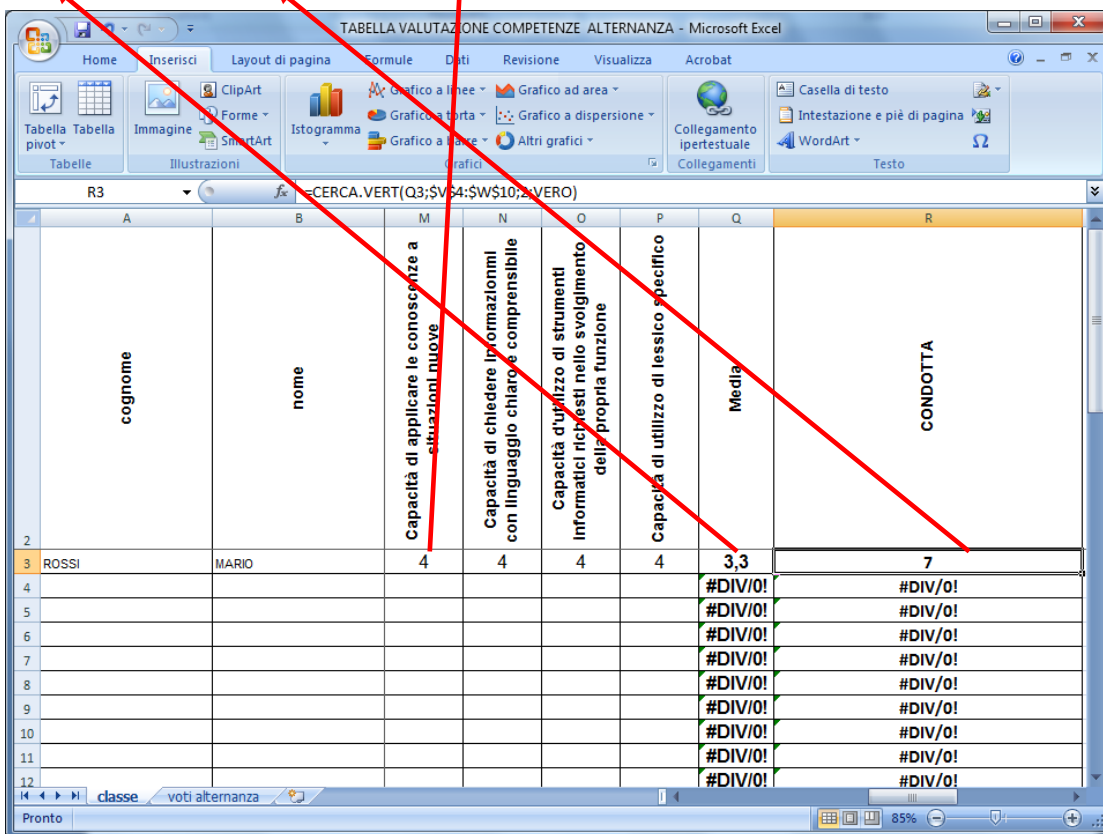 TABELLA VALUTAZIONE COMPETENZE ALTERNANZA - Microsoft Excel
Home Inserisci Layout di pagina Formule Dati Revisione Visualizza Acrobat
Tabella pivot
Tabella
Tabelle
Immagine
ClipArt
Forme
SmartArt
Illustrazioni
Istogramma
Grafico a linee
Grafico a torta
Grafico a barre
Grafico ad area
Grafico a dispersione
Altri grafici
Grafici
Collegamento ipertestuale
Collegamenti
Casella di testo
Intestazione e piè di pagina
WordArt
Ω
Testo
R3 fx =CERCA.VERT(Q3;$V$4:$W$10;2;VERO)
A B M N O P Q R
2
cognome
nome
Capacità di applicare le conoscenze a
situazioni nuove
Capacità di chiedere informazionmi
con linguaggio chiaro e comprensibile
Capacità d'utilizzo di strumenti
informatici richiesti nello svolgimento
della propria funzione
Capacità di utilizzo di lessico specifico
Media
CONDOTTA
3 ROSSI MARIO 4 4 4 4 3,3 7
4 #DIV/0! #DIV/0!
5 #DIV/0! #DIV/0!
6 #DIV/0! #DIV/0!
7 #DIV/0! #DIV/0!
8 #DIV/0! #DIV/0!
9 #DIV/0! #DIV/0!
10 #DIV/0! #DIV/0!
11 #DIV/0! #DIV/0!
12 #DIV/0! #DIV/0!
classe voti alternanza
Pronto 85%